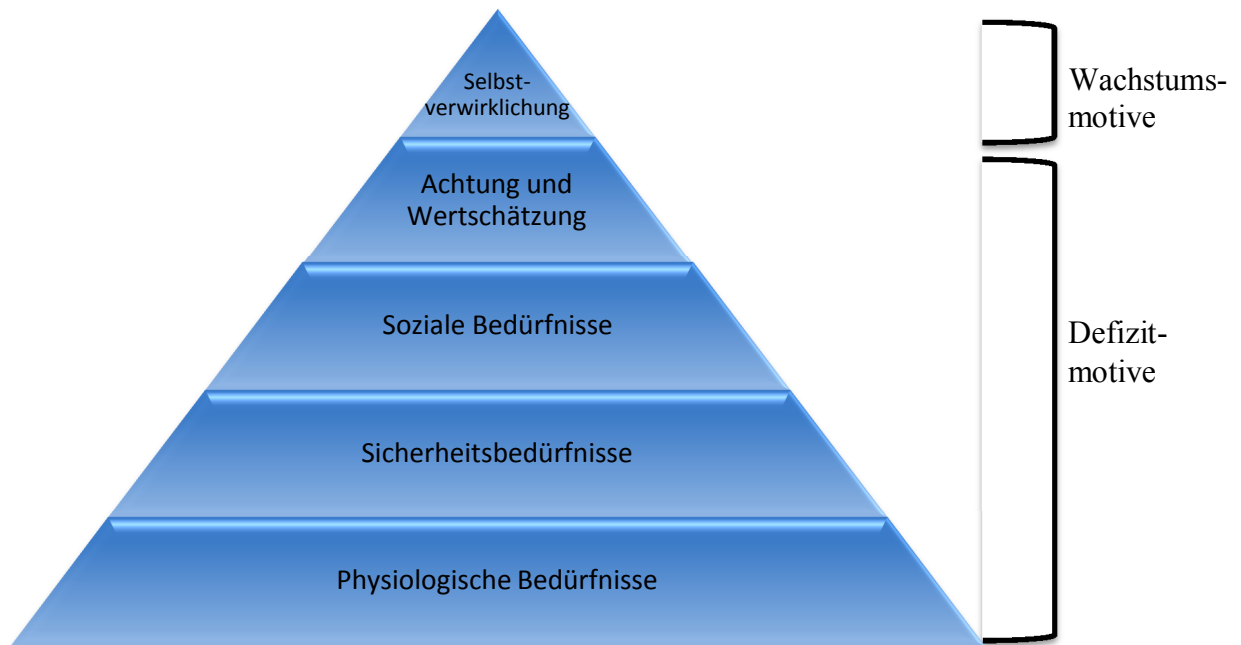 Selbst-
verwirklichung
Wachstums-
motive
Achtung und
Wertschätzung
Soziale Bedürfnisse
Defizit-
motive
Sicherheitsbedürfnisse
Physiologische Bedürfnisse